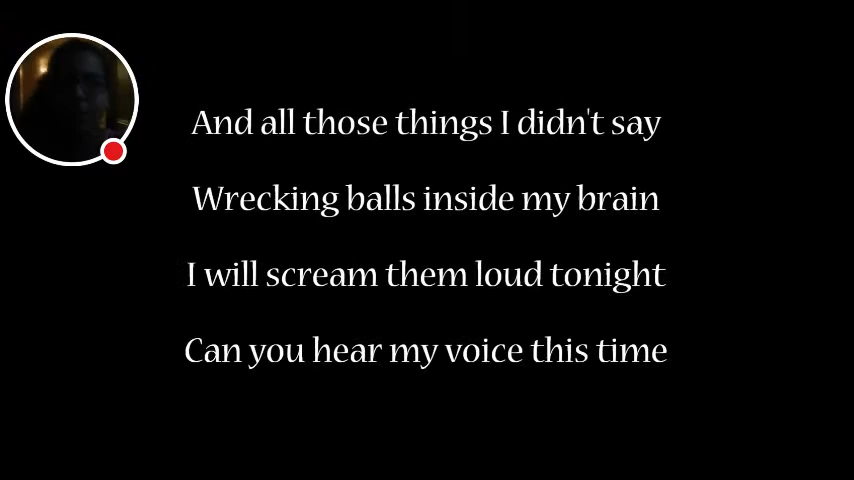 And all those things I didn't say
Wrecking balls inside my brain
I will scream them loud tonight
Can you hear my voice this time